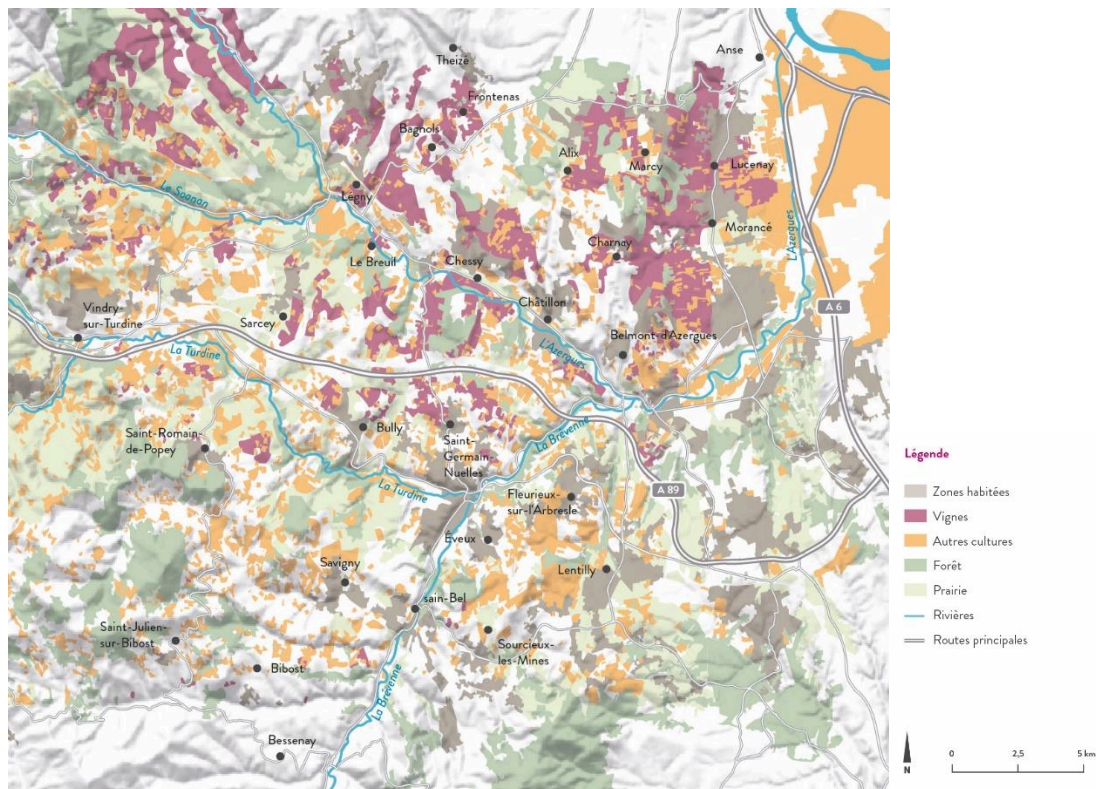 Anse
Theizé
Frontenas
Bagnols
Alix
Marcy
Lucenay
Le Soanan
Légny
Morancé
L'Azergues
Charnay
Le Breuil
Chessy
Châtillon
A 6
Vindry-
sur-Turdine
Sarcey
Belmont-d'Azergues
La Turdine
L'Azergues
Saint-Romain-
de-Popey
Bully
Saint-
Germain-
Nuelles
La Brévenne
La Turdine
A 89
Fleurieux-
sur-l'Arbresle
Éveux
Savigny
Lentilly
sain-Bel
Saint-Julien-
sur-Bibost
Sourcieux-
les-Mines
Bibost
La Brévenne
Bessenay
Légende
Zones habitées
Vignes
Autres cultures
Forêt
Prairie
Rivières
Routes principales
N
0 2,5 5 km